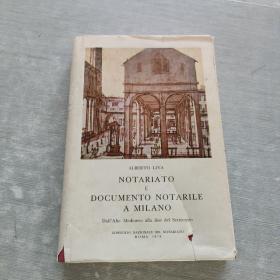 ALBERTO LIVA
NOTARIATO
E
DOCUMENTO NOTARILE
A MILANO
Dall'Alto Medioevo alla fine del Settecento
CONSIGLIO NAZIONALE DEL NOTARIATO
ROMA 1979